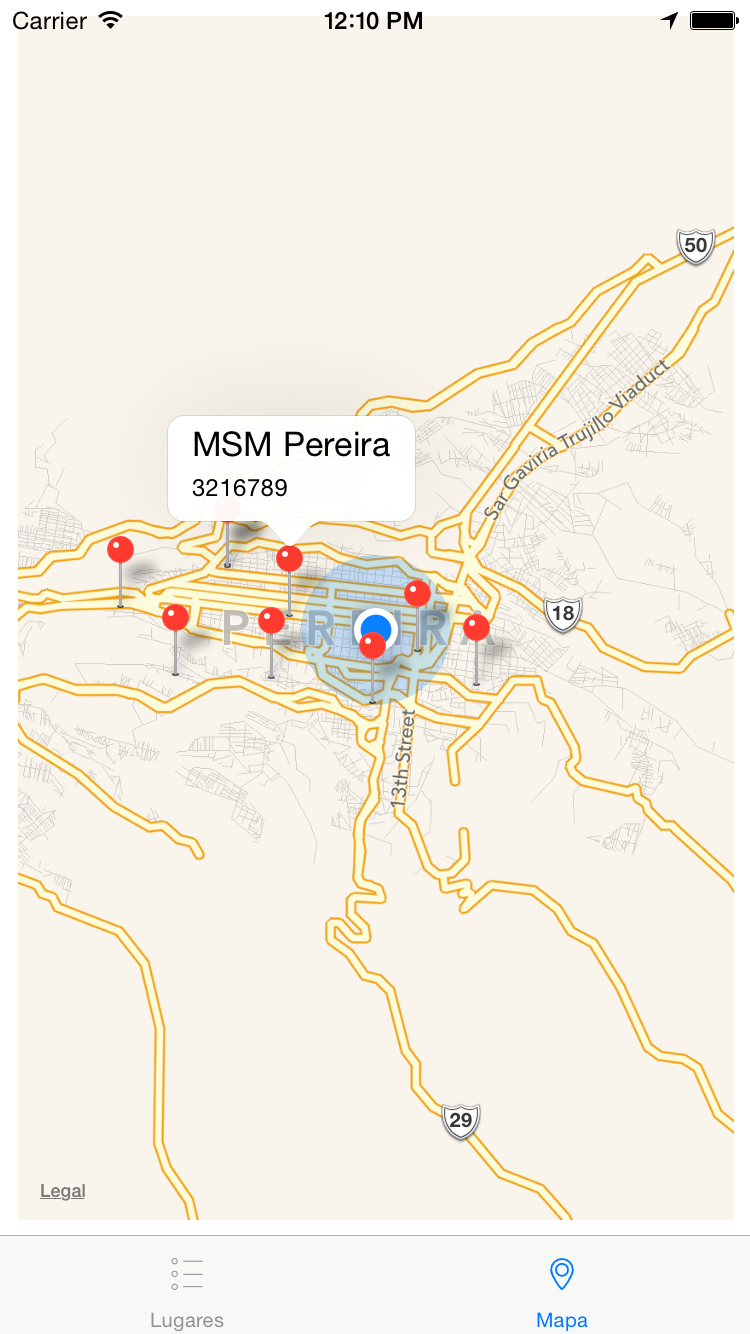 Carrier 12:10 PM
50
Sar Gaviria Trujillo Viaduct
MSM Pereira
3216789
18
PEREIRA
13th Street
29
Legal
Lugares Mapa